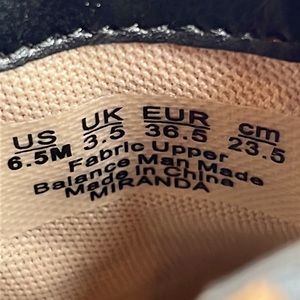 US UK EUR cm
6.5M 3.5 36.5 23.5
Fabric Upper
Balance Man Made
Made in China
MIRANDA